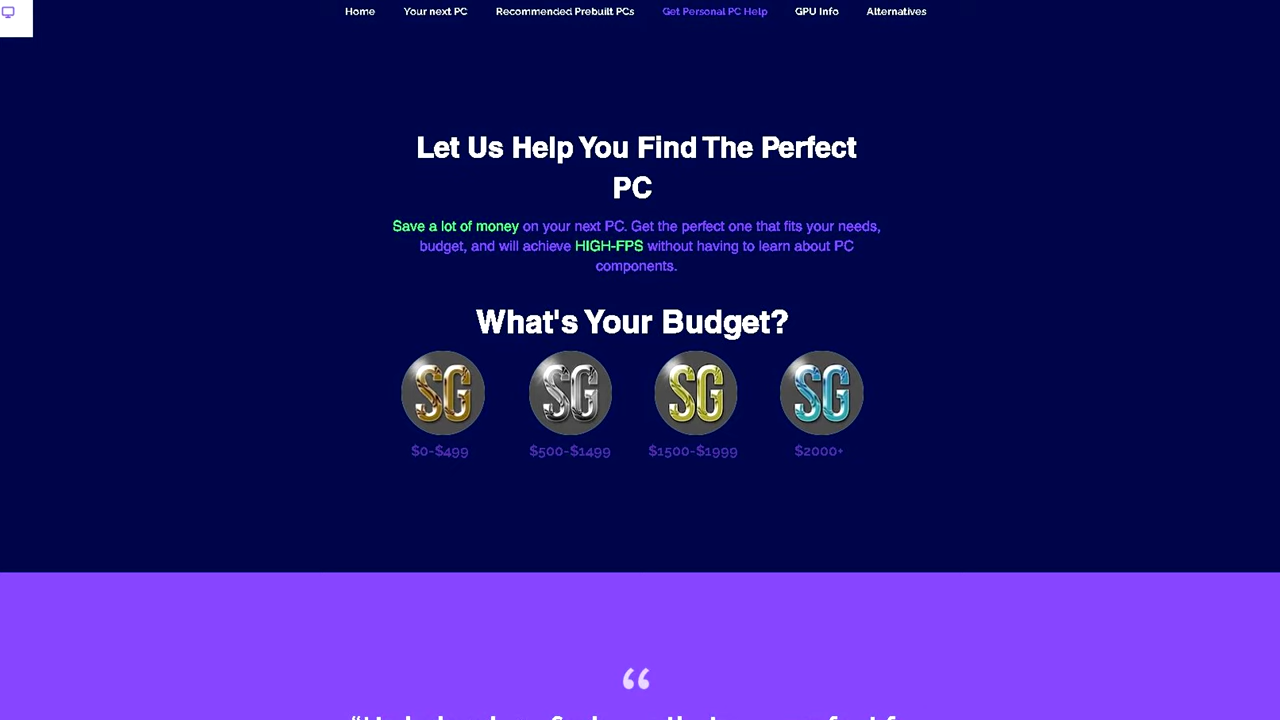 Home Your next PC Recommended Prebuilt PCs Get Personal PC Help GPU Info Alternatives
Let Us Help You Find The Perfect
PC
Save a lot of money on your next PC. Get the perfect one that fits your needs,
budget, and will achieve HIGH-FPS without having to learn about PC
components.
What's Your Budget?
SG SG SG SG
$0-$499 $500-$1499 $1500-$1999 $2000+
“